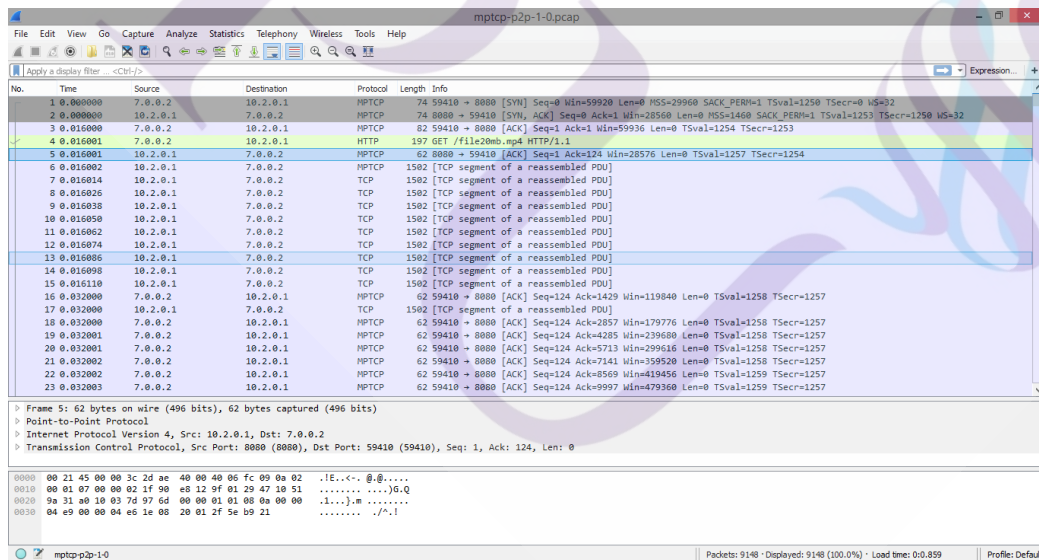 mptcp-p2p-1-0.pcap
File Edit View Go Capture Analyze Statistics Telephony Wireless Tools Help
Apply a display filter ... <Ctrl-/> Expression... +
No. Time Source Destination Protocol Length Info
1 0.000000 7.0.0.2 10.2.0.1 MPTCP 74 59410 → 8080 [SYN] Seq=0 Win=59920 Len=0 MSS=29960 SACK_PERM=1 TSval=1250 TSecr=0 WS=32
2 0.000000 10.2.0.1 7.0.0.2 MPTCP 74 8080 → 59410 [SYN, ACK] Seq=0 Ack=1 Win=28560 Len=0 MSS=1460 SACK_PERM=1 TSval=1253 TSecr=1250 WS=32
3 0.016000 7.0.0.2 10.2.0.1 MPTCP 82 59410 → 8080 [ACK] Seq=1 Ack=1 Win=59936 Len=0 TSval=1254 TSecr=1253
4 0.016001 7.0.0.2 10.2.0.1 HTTP 197 GET /file20mb.mp4 HTTP/1.1
5 0.016001 10.2.0.1 7.0.0.2 MPTCP 62 8080 → 59410 [ACK] Seq=1 Ack=124 Win=28576 Len=0 TSval=1257 TSecr=1254
6 0.016002 10.2.0.1 7.0.0.2 MPTCP 1502 [TCP segment of a reassembled PDU]
7 0.016014 10.2.0.1 7.0.0.2 TCP 1502 [TCP segment of a reassembled PDU]
8 0.016026 10.2.0.1 7.0.0.2 TCP 1502 [TCP segment of a reassembled PDU]
9 0.016038 10.2.0.1 7.0.0.2 TCP 1502 [TCP segment of a reassembled PDU]
10 0.016050 10.2.0.1 7.0.0.2 TCP 1502 [TCP segment of a reassembled PDU]
11 0.016062 10.2.0.1 7.0.0.2 TCP 1502 [TCP segment of a reassembled PDU]
12 0.016074 10.2.0.1 7.0.0.2 TCP 1502 [TCP segment of a reassembled PDU]
13 0.016086 10.2.0.1 7.0.0.2 TCP 1502 [TCP segment of a reassembled PDU]
14 0.016098 10.2.0.1 7.0.0.2 TCP 1502 [TCP segment of a reassembled PDU]
15 0.016110 10.2.0.1 7.0.0.2 TCP 1502 [TCP segment of a reassembled PDU]
16 0.032000 7.0.0.2 10.2.0.1 MPTCP 62 59410 → 8080 [ACK] Seq=124 Ack=1429 Win=119840 Len=0 TSval=1258 TSecr=1257
17 0.032000 10.2.0.1 7.0.0.2 TCP 1502 [TCP segment of a reassembled PDU]
18 0.032000 7.0.0.2 10.2.0.1 MPTCP 62 59410 → 8080 [ACK] Seq=124 Ack=2857 Win=179776 Len=0 TSval=1258 TSecr=1257
19 0.032001 7.0.0.2 10.2.0.1 MPTCP 62 59410 → 8080 [ACK] Seq=124 Ack=4285 Win=239680 Len=0 TSval=1258 TSecr=1257
20 0.032001 7.0.0.2 10.2.0.1 MPTCP 62 59410 → 8080 [ACK] Seq=124 Ack=5713 Win=299616 Len=0 TSval=1258 TSecr=1257
21 0.032002 7.0.0.2 10.2.0.1 MPTCP 62 59410 → 8080 [ACK] Seq=124 Ack=7141 Win=359520 Len=0 TSval=1258 TSecr=1257
22 0.032002 7.0.0.2 10.2.0.1 MPTCP 62 59410 → 8080 [ACK] Seq=124 Ack=8569 Win=419456 Len=0 TSval=1259 TSecr=1257
23 0.032003 7.0.0.2 10.2.0.1 MPTCP 62 59410 → 8080 [ACK] Seq=124 Ack=9997 Win=479360 Len=0 TSval=1259 TSecr=1257
Frame 5: 62 bytes on wire (496 bits), 62 bytes captured (496 bits)
Point-to-Point Protocol
Internet Protocol Version 4, Src: 10.2.0.1, Dst: 7.0.0.2
Transmission Control Protocol, Src Port: 8080 (8080), Dst Port: 59410 (59410), Seq: 1, Ack: 124, Len: 0
0000 00 21 45 00 00 3c 2d ae 40 00 40 06 fc 09 0a 02 .!E..<-. @.@.....
0010 00 01 07 00 00 02 1f 90 e8 12 9f 01 29 47 10 51 ........ ....)G.Q
0020 9a 31 a0 10 03 7d 97 6d 00 00 01 01 08 0a 00 00 .1...}.m ........
0030 04 e9 00 00 04 e6 1e 08 20 01 2f 5e b9 21 ........ ./^.!
mptcp-p2p-1-0 Packets: 9148 · Displayed: 9148 (100.0%) · Load time: 0:0.859 Profile: Defaul